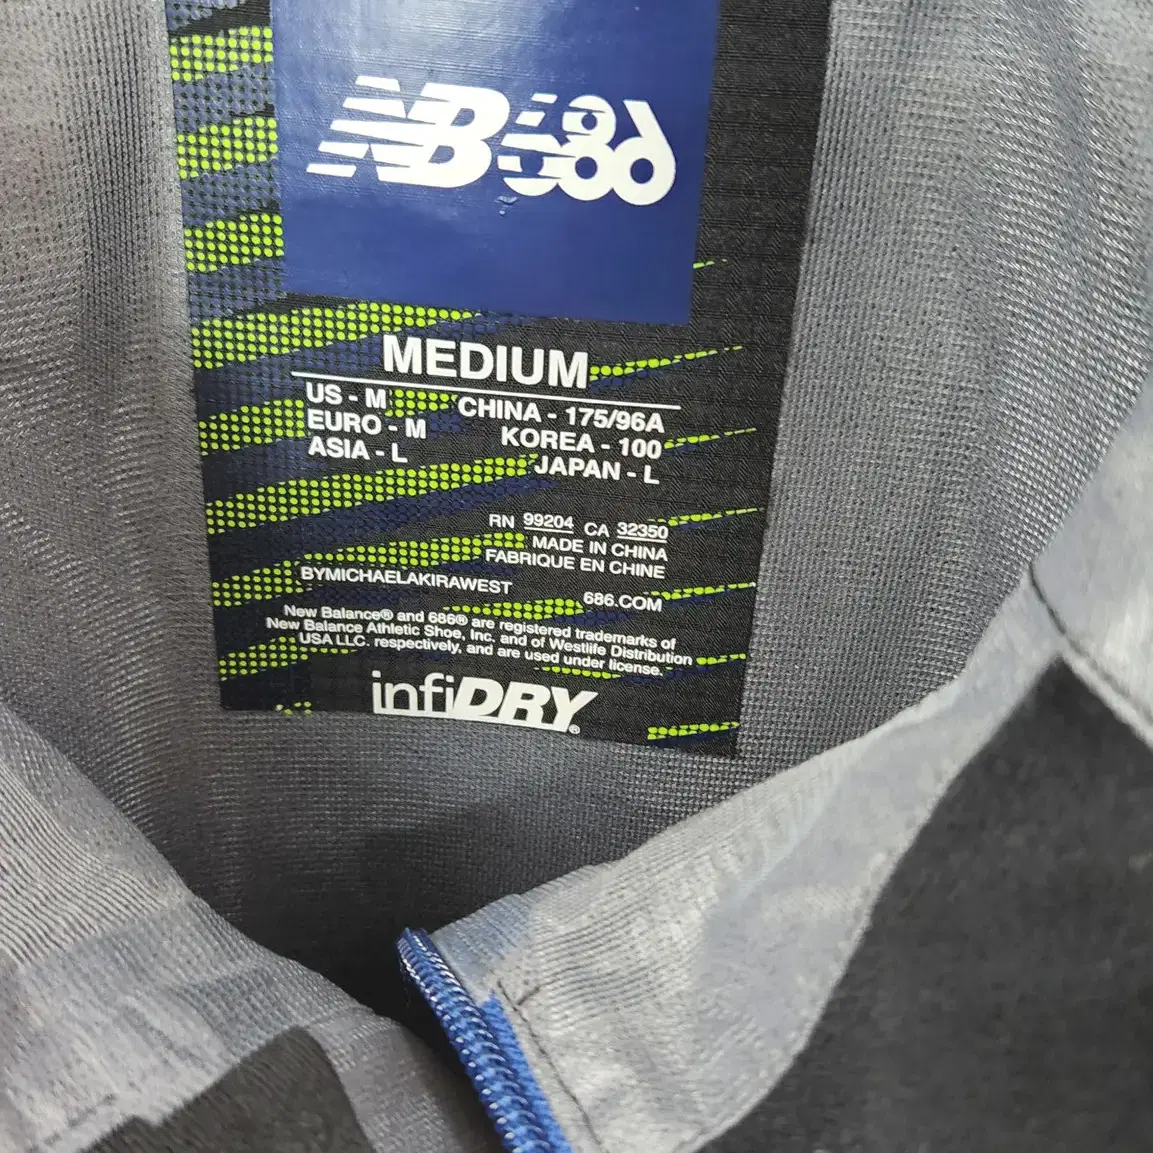 NB 686
MEDIUM
US - M
EURO - M
ASIA - L
CHINA - 175/96A
KOREA - 100
JAPAN - L
RN 99204 CA 32350
MADE IN CHINA
FABRIQUE EN CHINE
BYMICHAELAKIRAWEST
686.COM
New Balance® and 686® are registered trademarks of
New Balance Athletic Shoe, Inc. and of Westlife Distribution
USA LLC. respectively, and are used under license.
infiDRY®